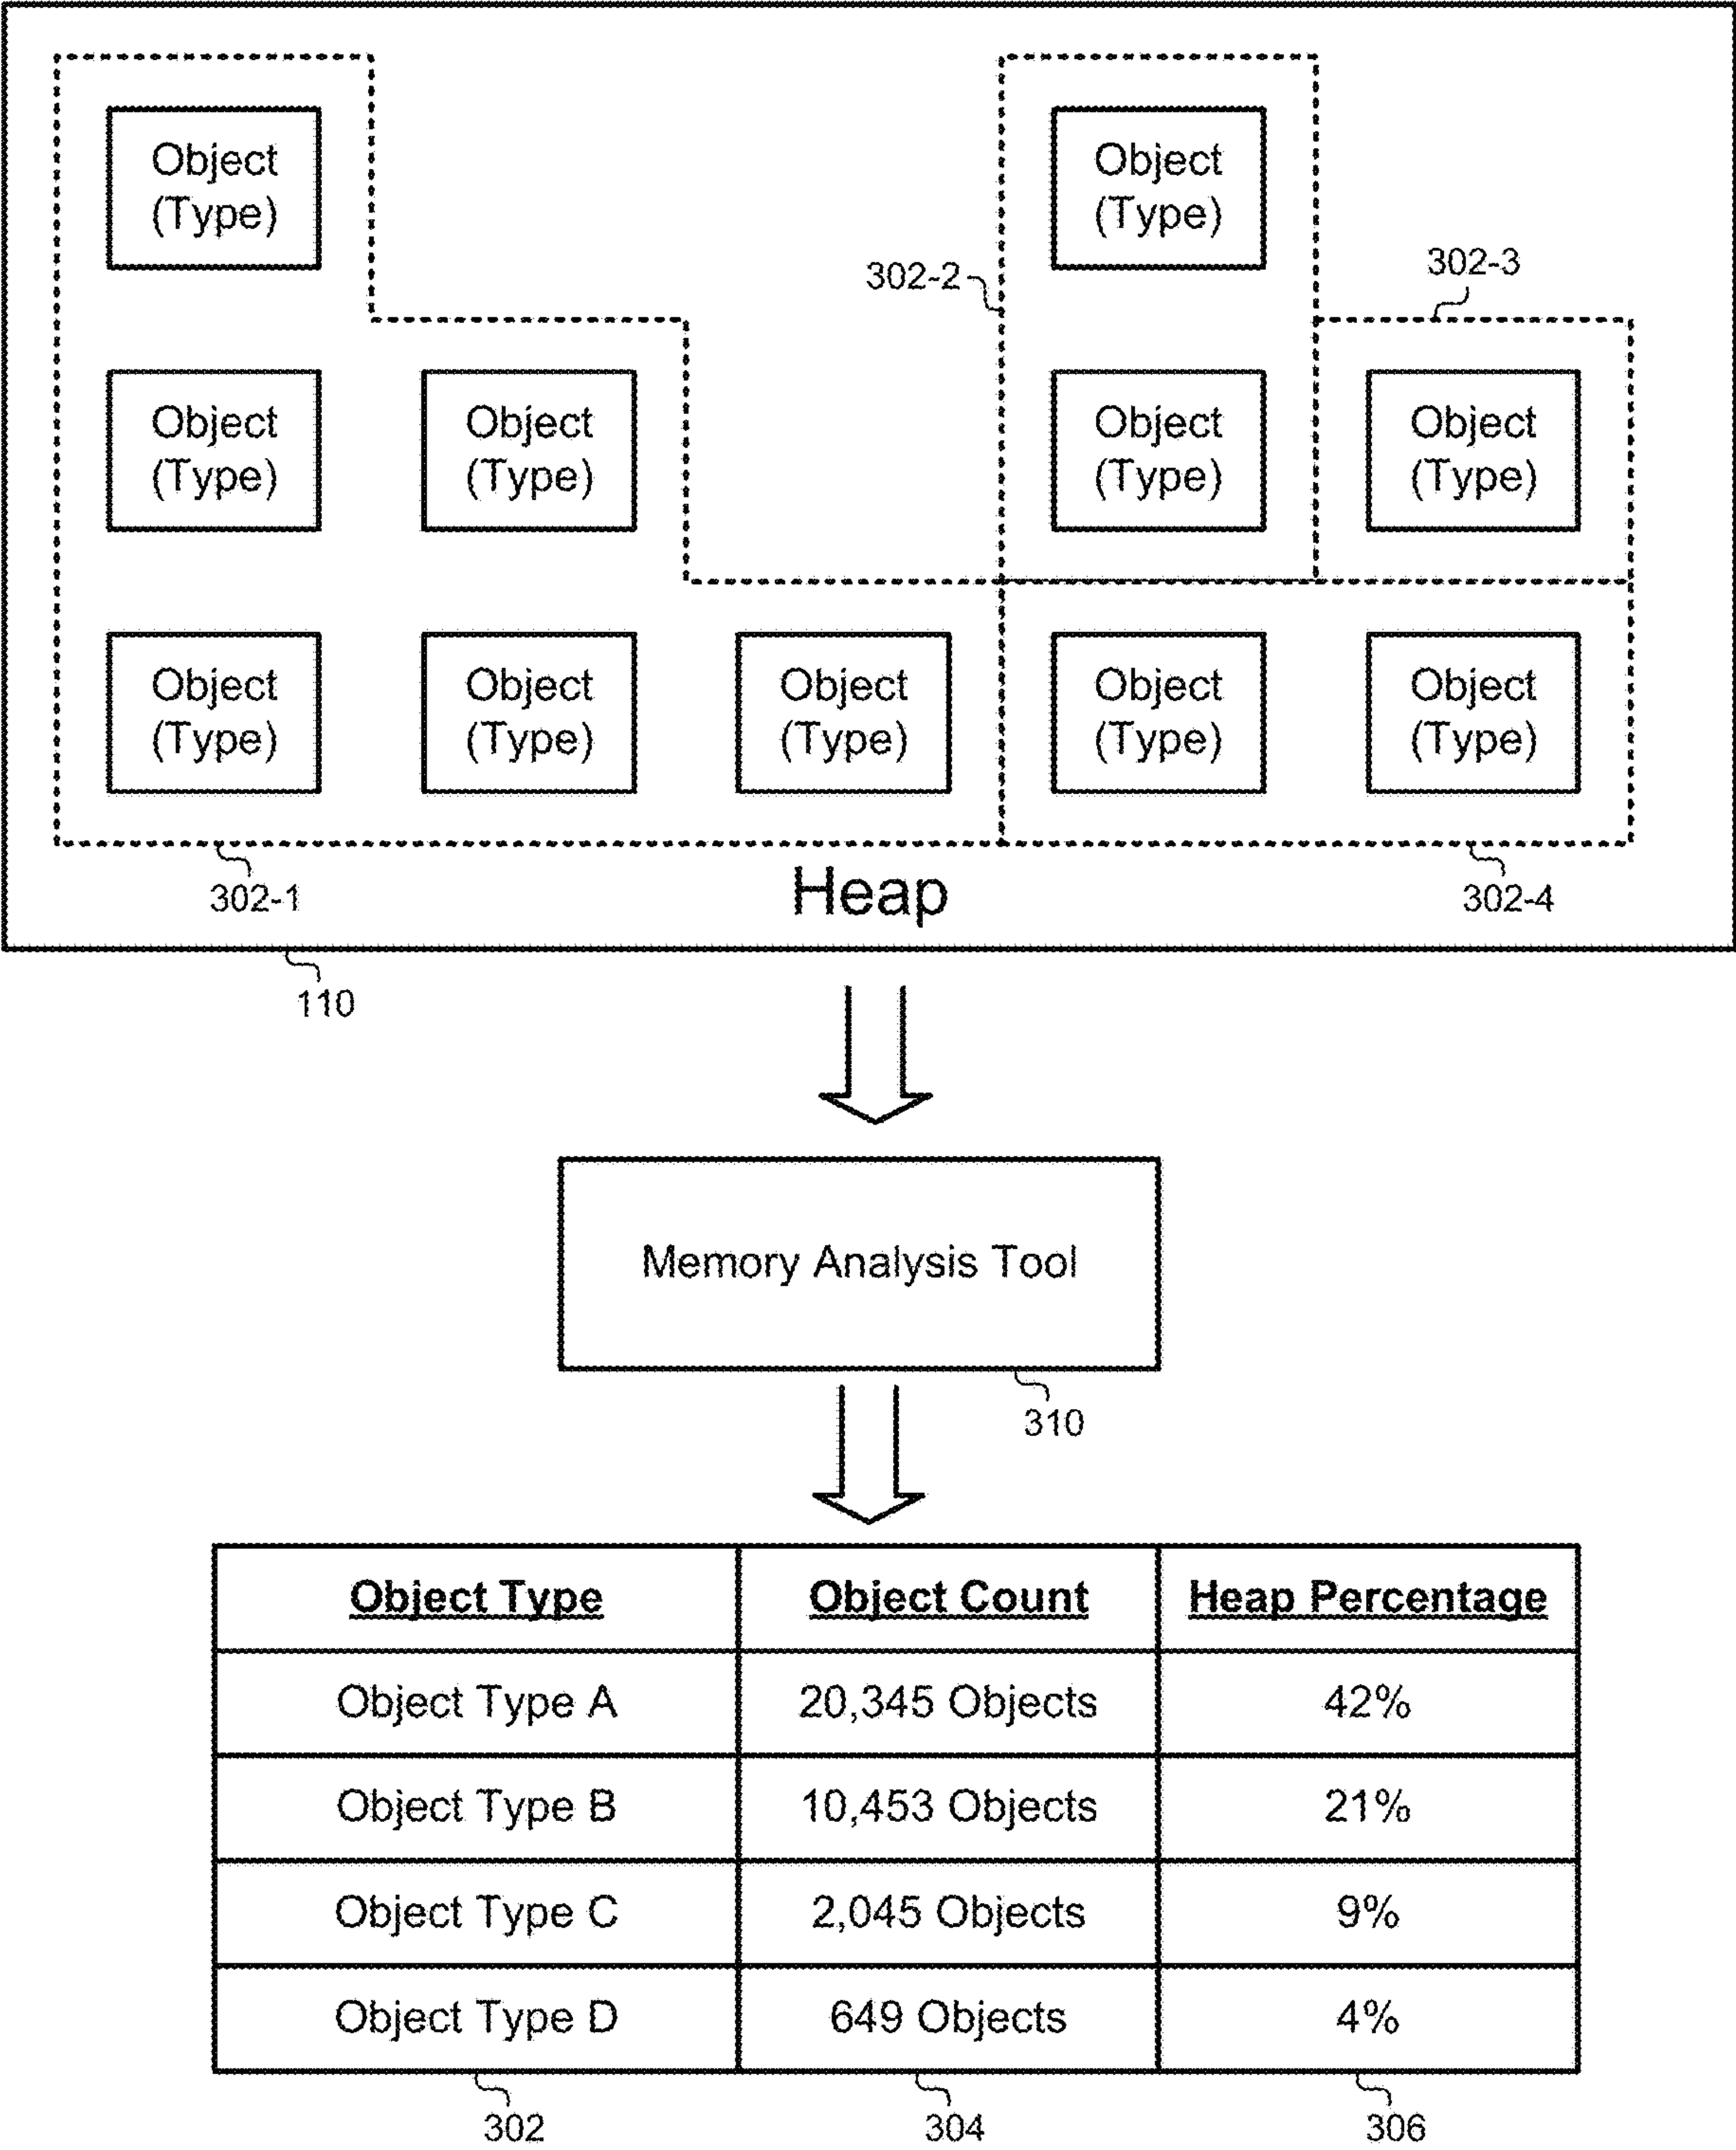 Object
(Type)
Object
(Type)
302-2
302-3
Object
(Type)
Object
(Type)
Object
(Type)
Object
(Type)
Object
(Type)
Object
(Type)
Object
(Type)
Object
(Type)
Object
(Type)
302-1
Heap
302-4
110
Memory Analysis Tool
310
Object Type Object Count Heap Percentage
Object Type A 20,345 Objects 42%
Object Type B 10,453 Objects 21%
Object Type C 2,045 Objects 9%
Object Type D 649 Objects 4%
302 304 306